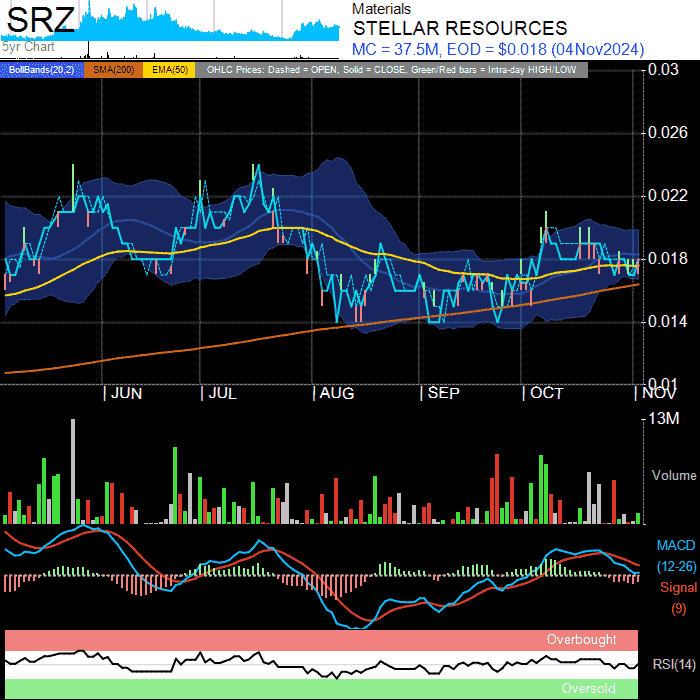 SRZ
5yr Chart
Materials
STELLAR RESOURCES
MC = 37.5M, EOD = $0.018 (04Nov2024)
BollBands(20,2) SMA(200) EMA(50) OHLC Prices: Dashed = OPEN, Solid = CLOSE, Green/Red bars = Intra-day HIGH/LOW
0.03
0.026
0.022
0.018
0.014
0.01
JUN JUL AUG SEP OCT NOV
13M
Volume
MACD
(12-26)
Signal
(9)
Overbought
RSI(14)
Oversold